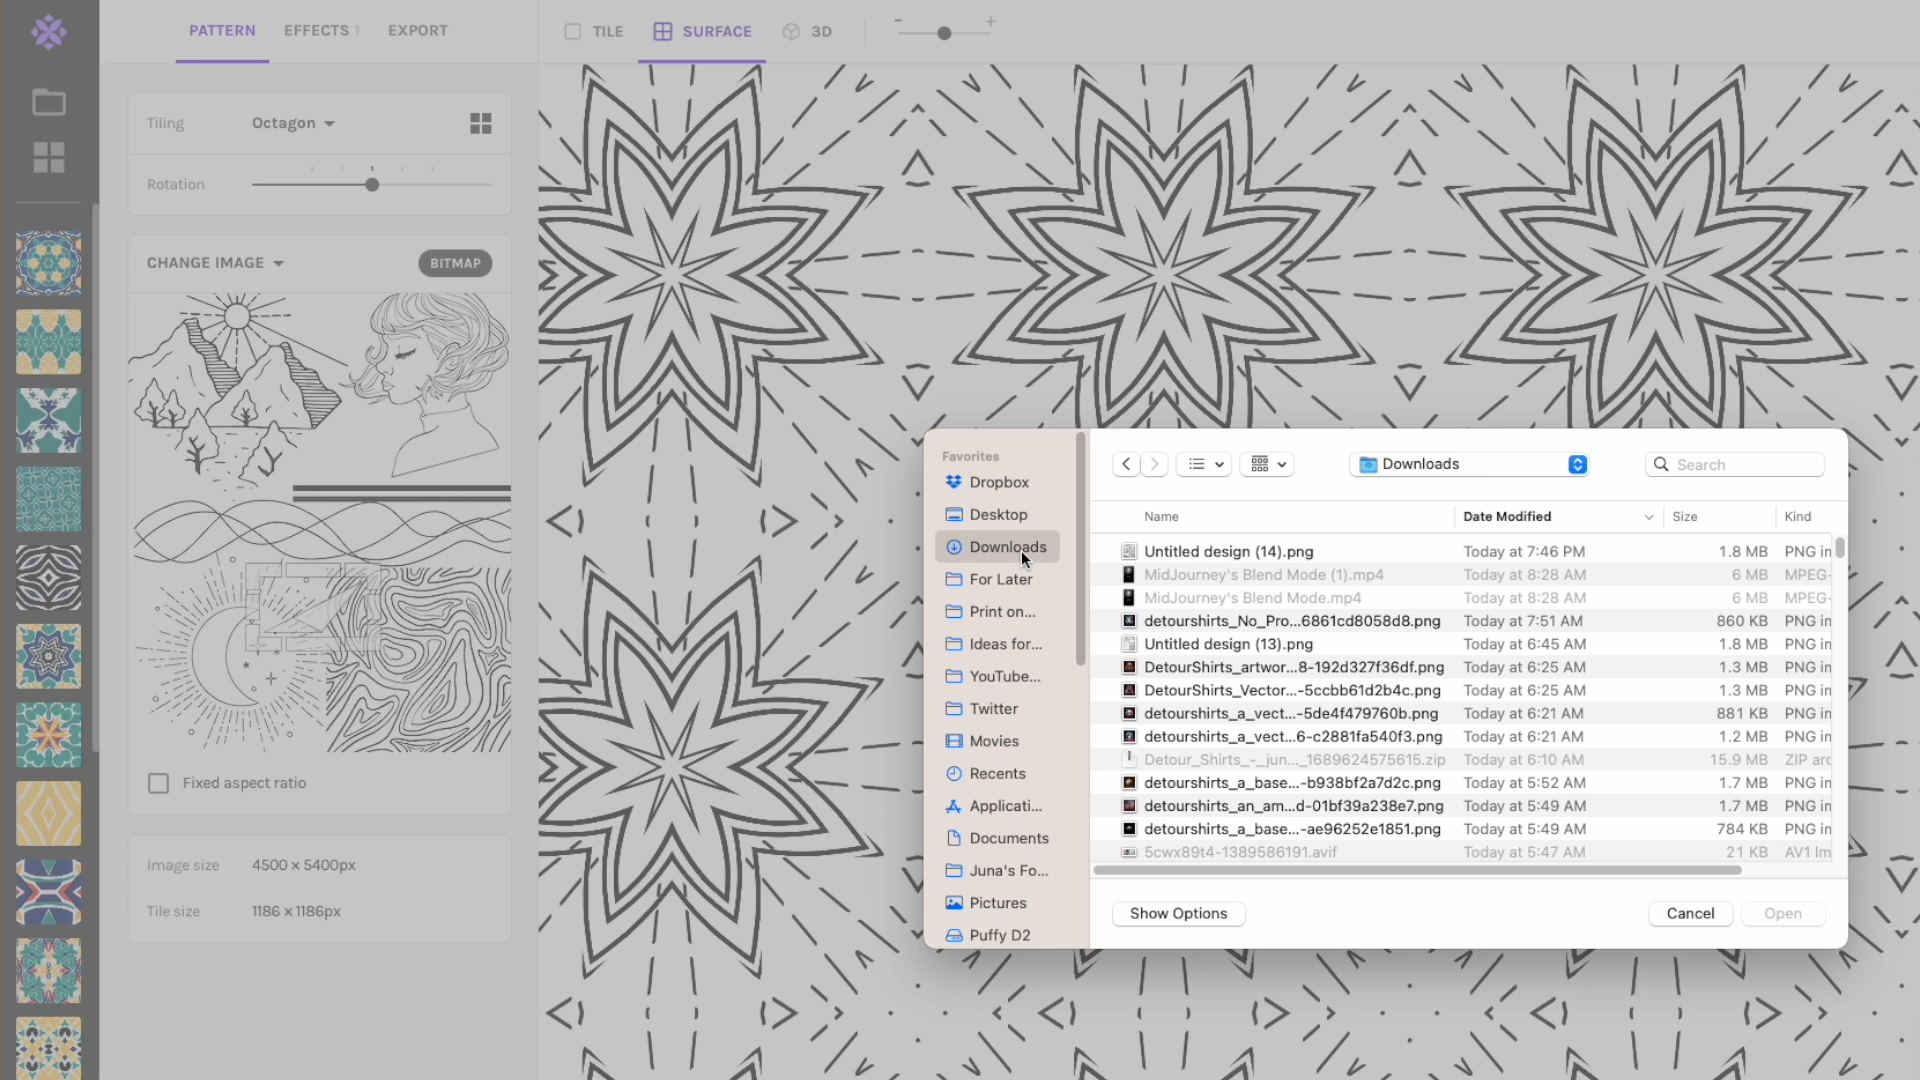 PATTERN EFFECTS 1 EXPORT
TILE SURFACE 3D - +
Tiling Octagon
Rotation
CHANGE IMAGE BITMAP
Fixed aspect ratio
Image size 4500 × 5400px
Tile size 1186 × 1186px
Favorites
Dropbox
Desktop
Downloads
For Later
Print on...
Ideas for...
YouTube...
Twitter
Movies
Recents
Applicati...
Documents
Juna's Fo...
Pictures
Puffy D2
Downloads Search
Name Date Modified Size Kind
Untitled design (14).png Today at 7:46 PM 1.8 MB PNG im
MidJourney's Blend Mode (1).mp4 Today at 8:28 AM 6 MB MPEG-
MidJourney's Blend Mode.mp4 Today at 8:28 AM 6 MB MPEG-
detourshirts_No_Pro...6861cd8058d8.png Today at 7:51 AM 860 KB PNG im
Untitled design (13).png Today at 6:45 AM 1.8 MB PNG im
DetourShirts_artwor...8-192d327f36df.png Today at 6:25 AM 1.3 MB PNG im
DetourShirts_Vector...-5ccbb61d2b4c.png Today at 6:25 AM 1.3 MB PNG im
detourshirts_a_vect...-5de4f479760b.png Today at 6:21 AM 881 KB PNG im
detourshirts_a_vect...6-c2881fa540f3.png Today at 6:21 AM 1.2 MB PNG im
Detour_Shirts_-_jun..._1689624575615.zip Today at 6:10 AM 15.9 MB ZIP arc
detourshirts_a_base...-b938bf2a7d2c.png Today at 5:52 AM 1.7 MB PNG im
detourshirts_an_am...d-01bf39a238e7.png Today at 5:49 AM 1.7 MB PNG im
detourshirts_a_base...-ae96252e1851.png Today at 5:49 AM 784 KB PNG im
5cwx89t4-1389586191.avif Today at 5:47 AM 21 KB AV1 Im
Show Options Cancel Open